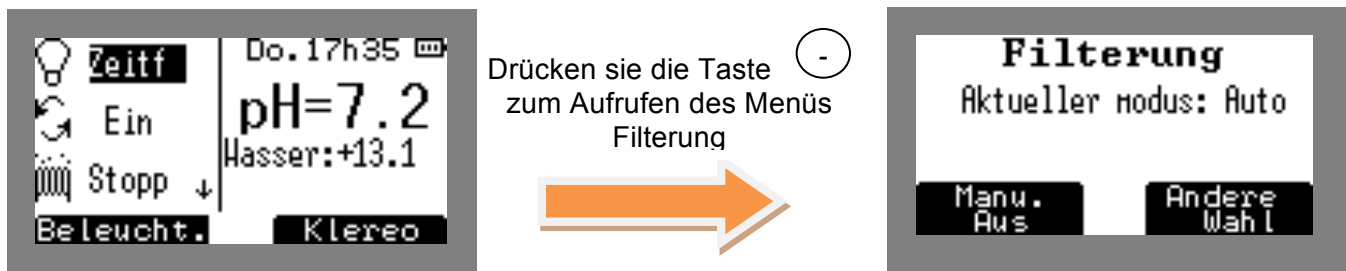 Zeitf
Ein
Stopp ↓
Beleucht.
Do.17h35
pH=7.2
Wasser:+13.1
Klereo
Drücken sie die Taste -
zum Aufrufen des Menüs
Filterung
Filterung
Aktueller modus: Auto
Manu.
Aus
Andere
Wahl